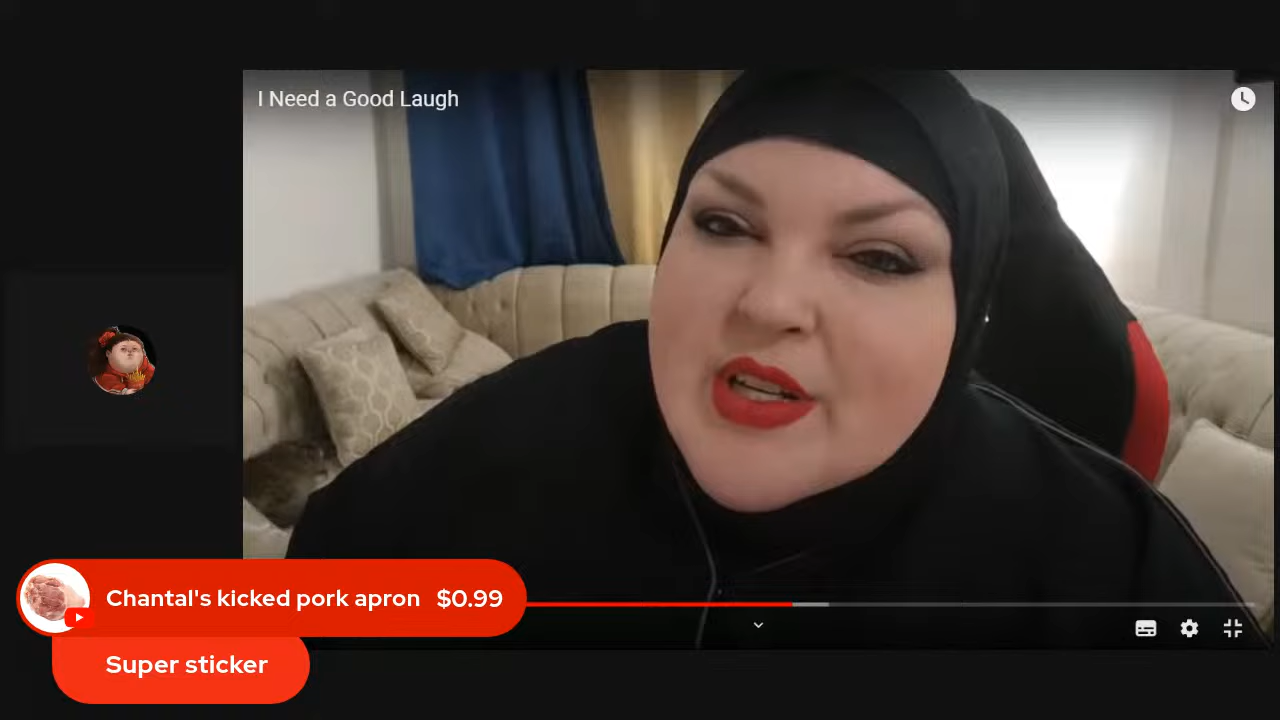 I Need a Good Laugh
Chantal's kicked pork apron $0.99
Super sticker